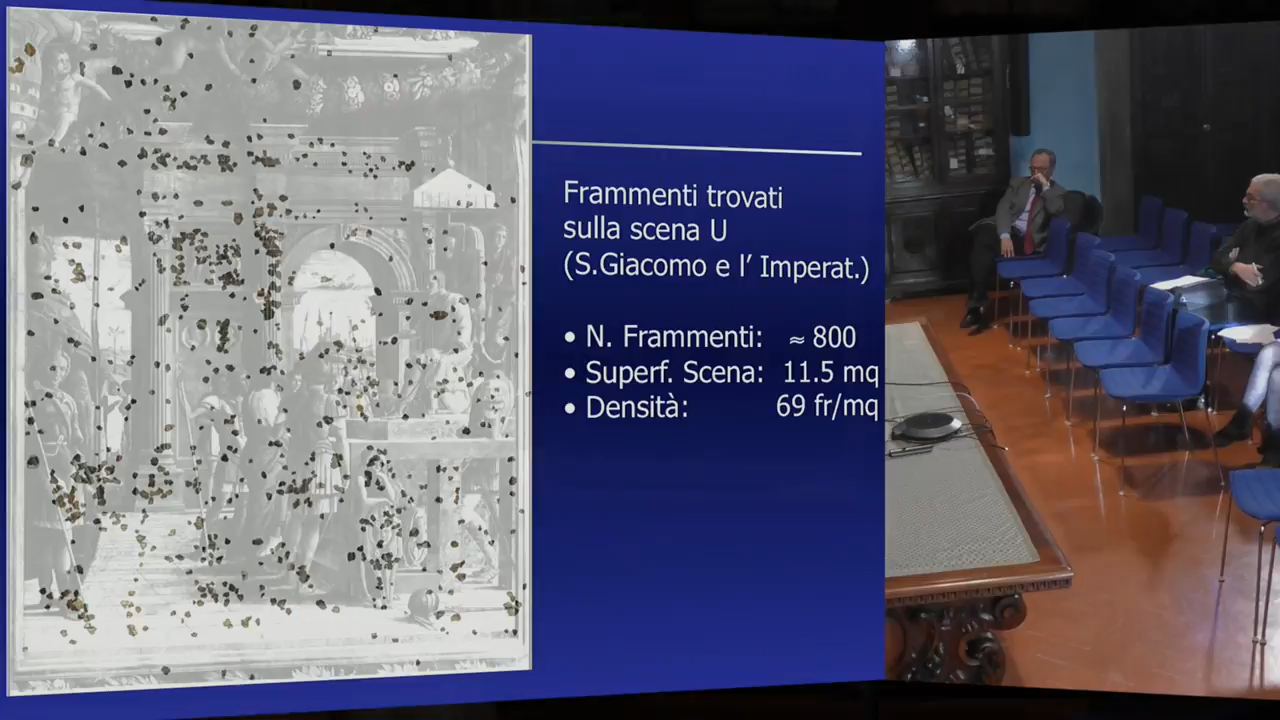 Frammenti trovati
sulla scena U
(S.Giacomo e l’ Imperat.)
• N. Frammenti: ≈ 800
• Superf. Scena: 11.5 mq
• Densità: 69 fr/mq